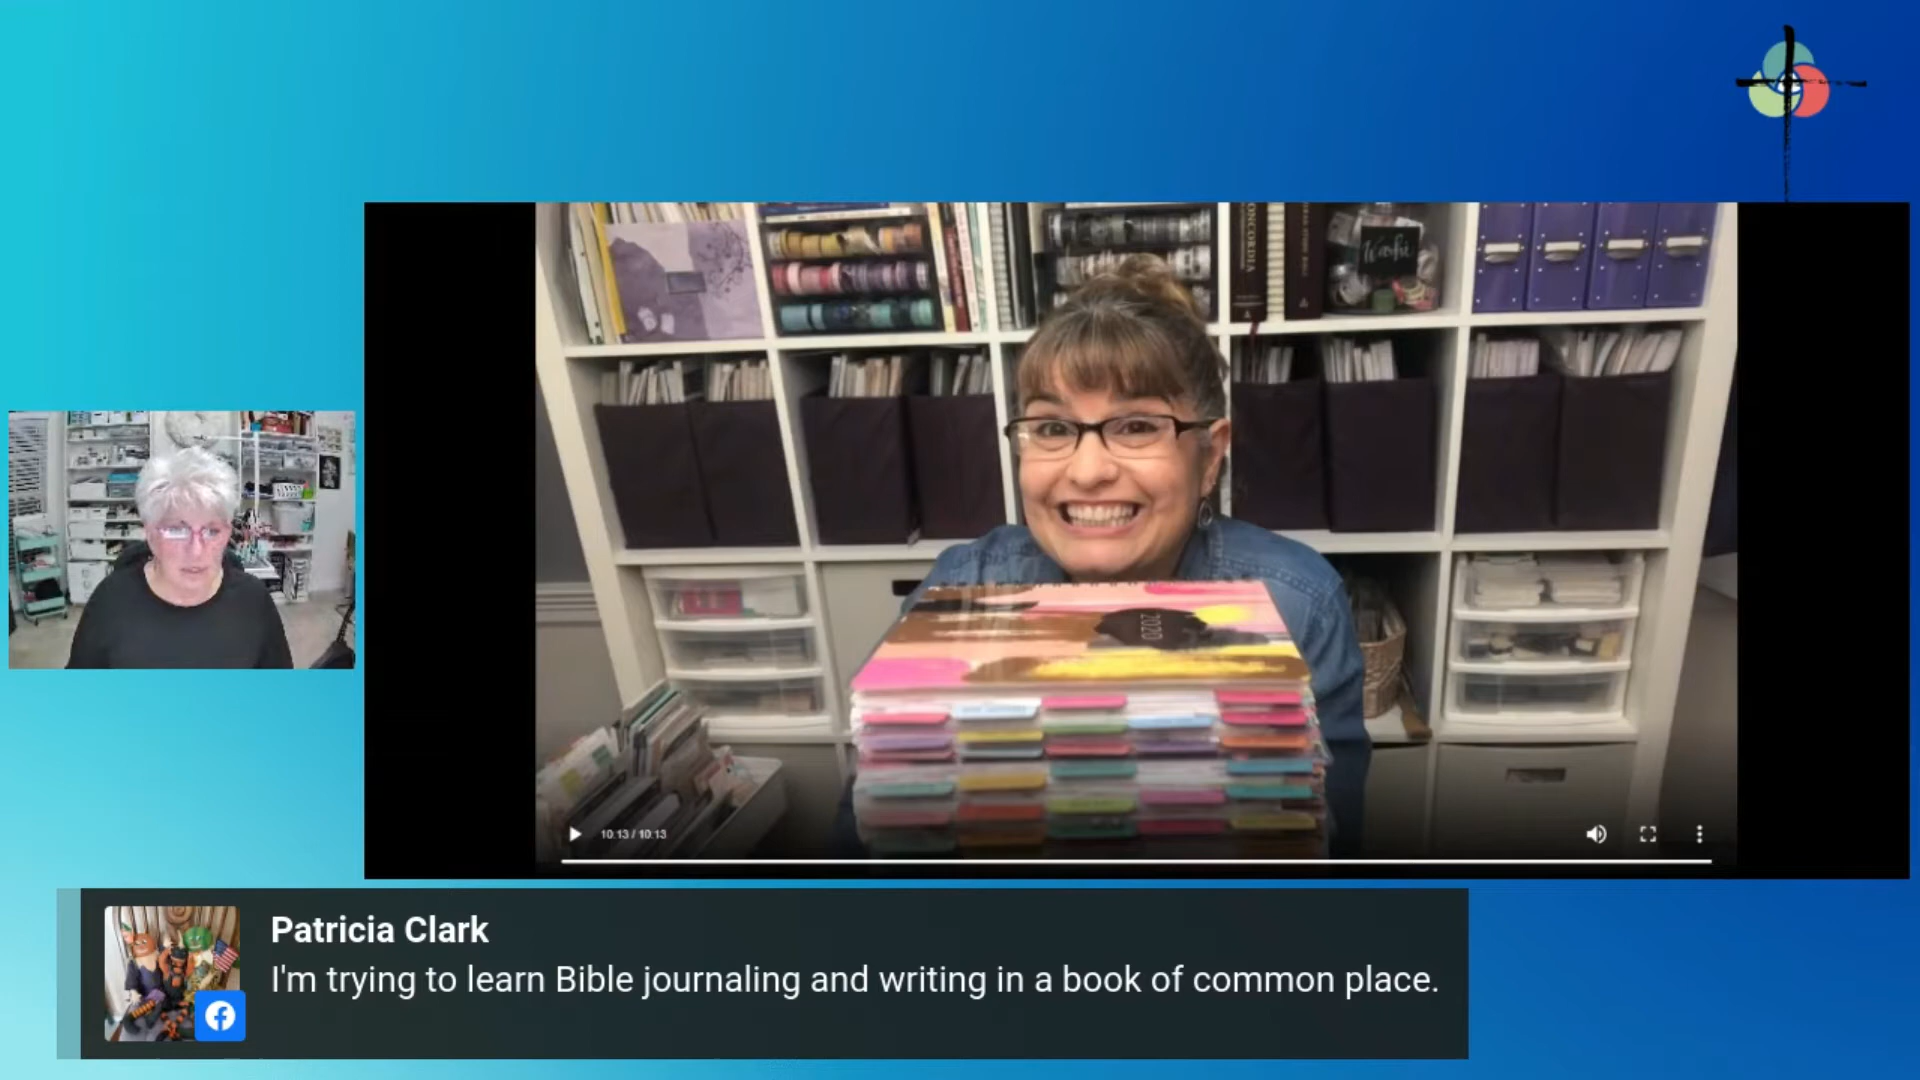 CONCORDIA
Washi
2020
10:13 / 10:13
Patricia Clark
I'm trying to learn Bible journaling and writing in a book of common place.